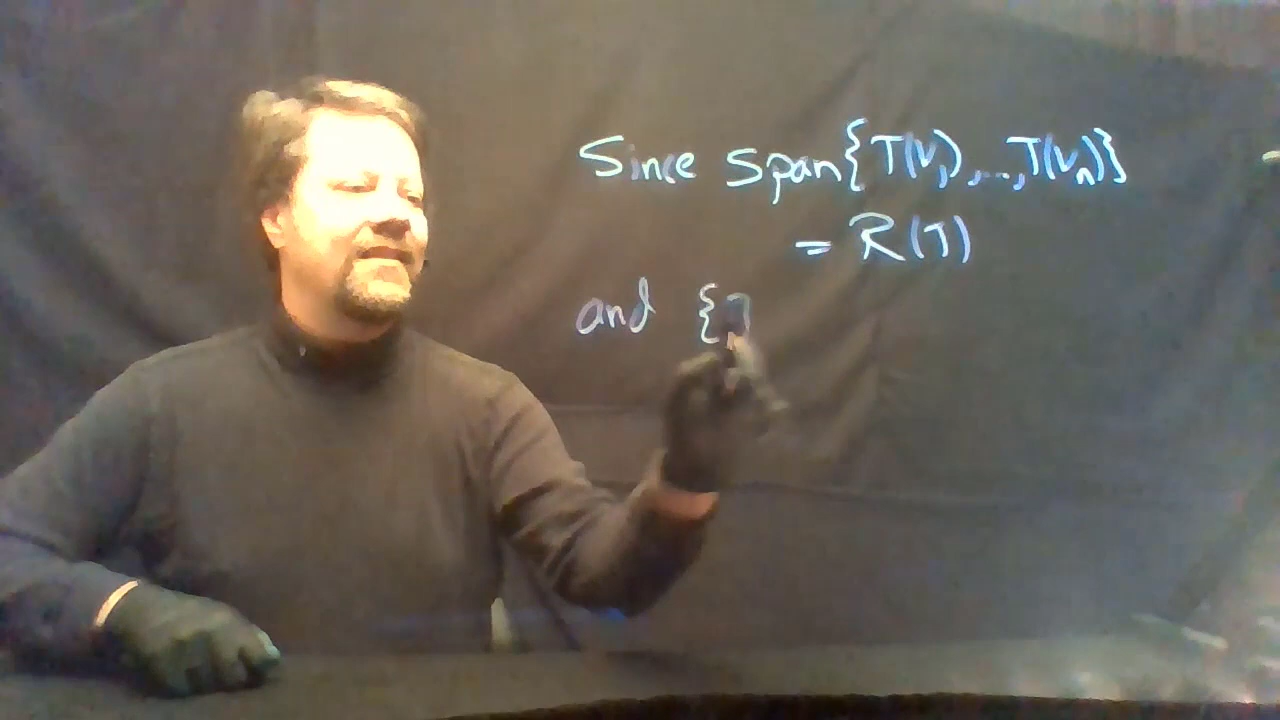 Since span{T(v₁),...,T(vₙ)}
= R(T)
and {